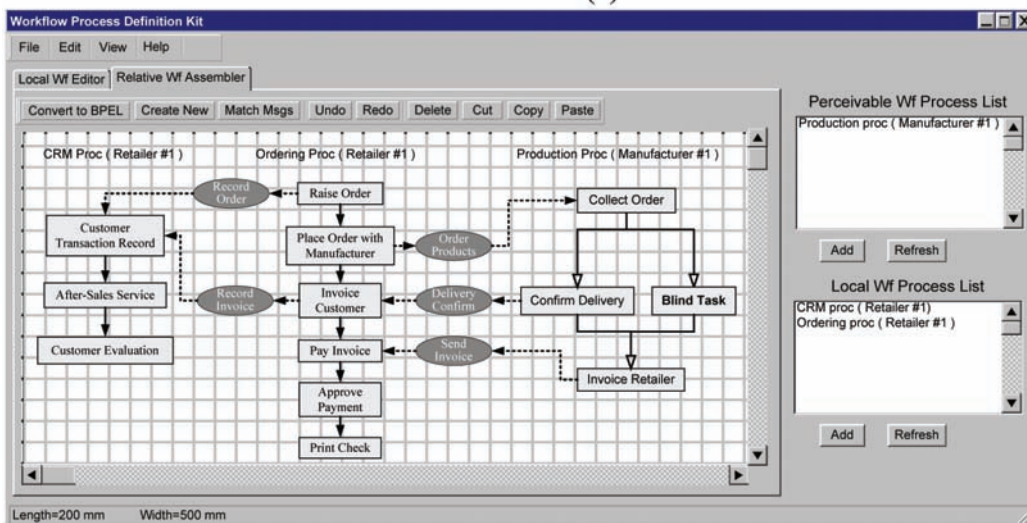 Workflow Process Definition Kit
File Edit View Help
Local Wf Editor Relative Wf Assembler
Convert to BPEL Create New Match Msgs Undo Redo Delete Cut Copy Paste
CRM Proc ( Retailer #1 ) Ordering Proc ( Retailer #1 ) Production Proc ( Manufacturer #1 )
Record
Order
Raise Order
Collect Order
Customer
Transaction Record
Place Order with
Manufacturer
Order
Products
After-Sales Service
Record
Invoice
Invoice
Customer
Delivery
Confirm
Confirm Delivery
Blind Task
Customer Evaluation
Pay Invoice
Send
Invoice
Invoice Retailer
Approve
Payment
Print Check
Perceivable Wf Process List
Production proc ( Manufacturer #1 )
Add Refresh
Local Wf Process List
CRM proc ( Retailer #1)
Ordering proc ( Retailer #1 )
Add Refresh
Length=200 mm Width=500 mm